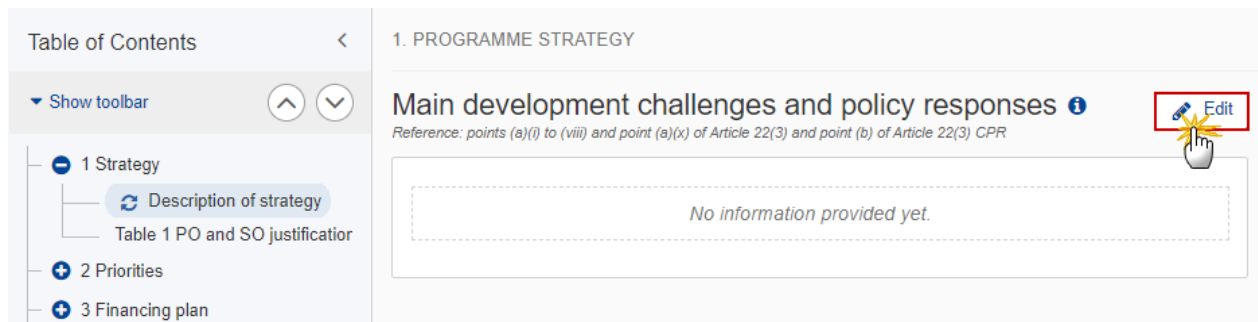 Table of Contents
Show toolbar
1 Strategy
Description of strategy
Table 1 PO and SO justificatior
2 Priorities
3 Financing plan
1. PROGRAMME STRATEGY
Main development challenges and policy responses
Edit
Reference: points (a)(i) to (viii) and point (a)(x) of Article 22(3) and point (b) of Article 22(3) CPR
No information provided yet.